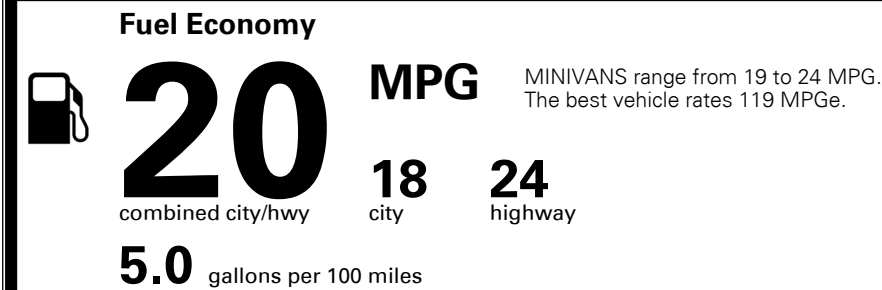 Fuel Economy
20 MPG
MINIVANS range from 19 to 24 MPG.
The best vehicle rates 119 MPGe.
combined city/hwy
18
city
24
highway
5.0 gallons per 100 miles